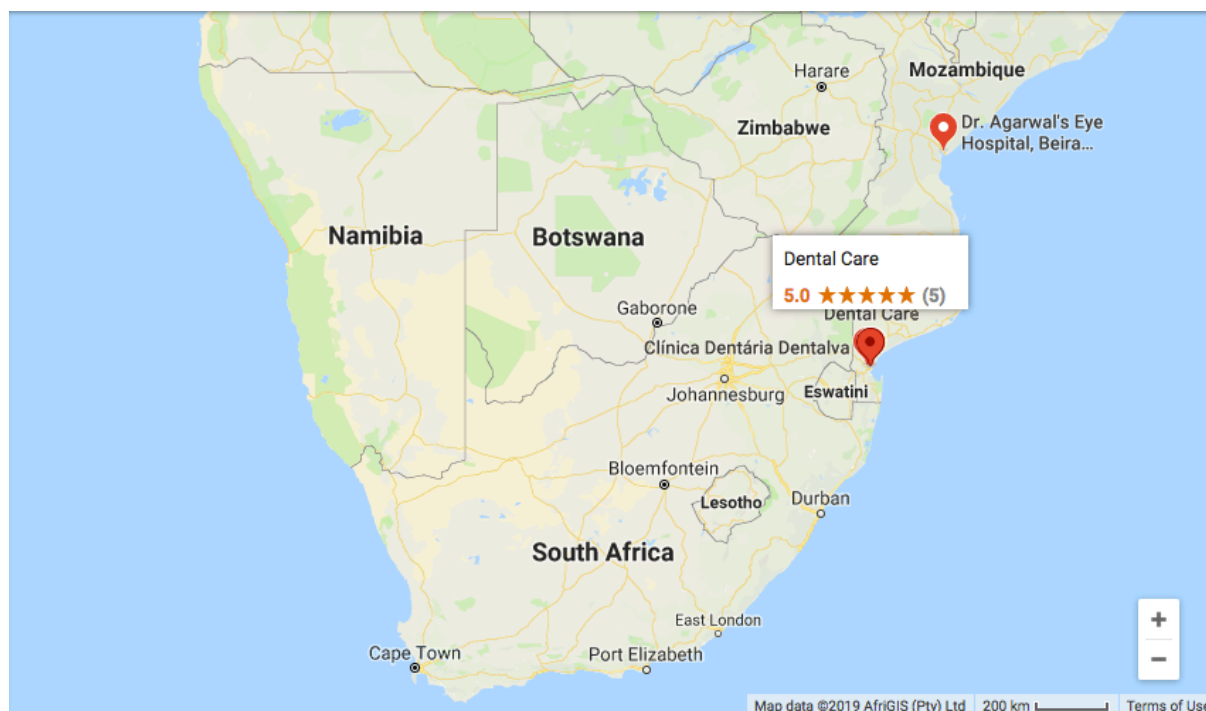 Harare
Mozambique
Zimbabwe
Dr. Agarwal's Eye
Hospital, Beira...
Namibia
Botswana
Dental Care
5.0 ★★★★★ (5)
Gaborone
Dental Care
Clínica Dentária Dentalva
Johannesburg
Eswatini
Bloemfontein
Lesotho
Durban
South Africa
East London
Cape Town
Port Elizabeth
+
−
Map data ©2019 AfriGIS (Pty) Ltd
200 km
Terms of Use